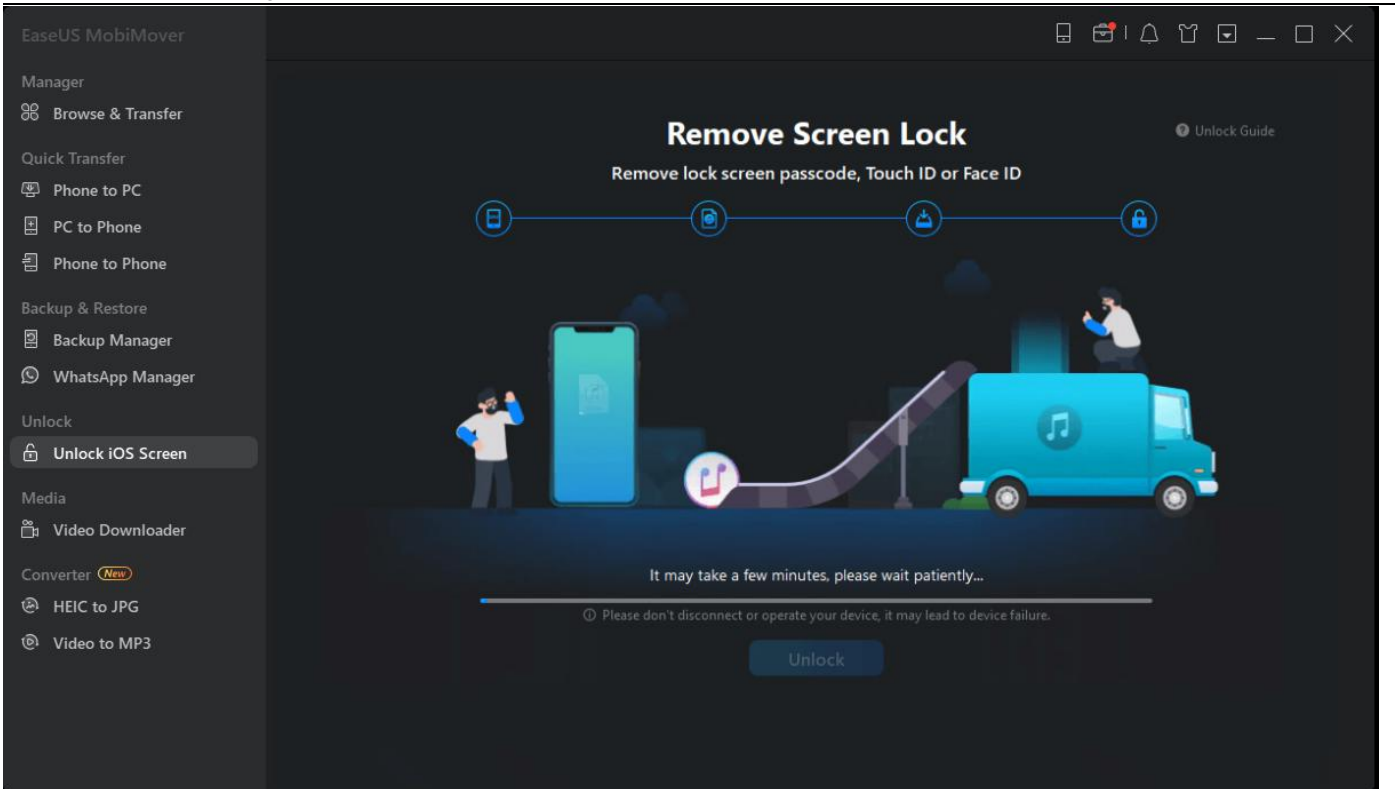 EaseUS MobiMover
Manager
Browse & Transfer
Quick Transfer
Phone to PC
PC to Phone
Phone to Phone
Backup & Restore
Backup Manager
WhatsApp Manager
Unlock
Unlock iOS Screen
Media
Video Downloader
Converter New
HEIC to JPG
Video to MP3
Remove Screen Lock
Unlock Guide
Remove lock screen passcode, Touch ID or Face ID
It may take a few minutes, please wait patiently...
Please don't disconnect or operate your device, it may lead to device failure.
Unlock